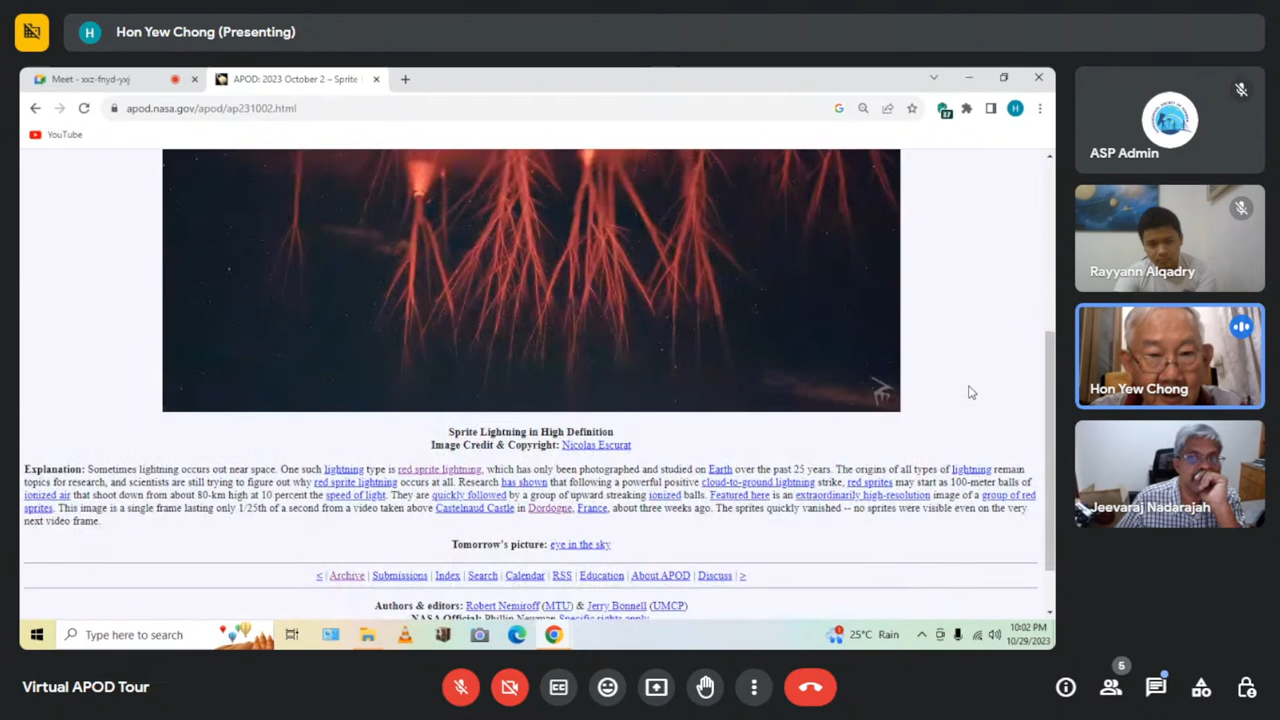 H
Hon Yew Chong (Presenting)
Meet - xxz-fnyd-yxj
APOD: 2023 October 2 – Sprite
apod.nasa.gov/apod/ap231002.html
G
37
H
YouTube
Sprite Lightning in High Definition
Image Credit & Copyright: Nicolas Escurat
Explanation: Sometimes lightning occurs out near space. One such lightning type is red sprite lightning, which has only been photographed and studied on Earth over the past 25 years. The origins of all types of lightning remain
topics for research, and scientists are still trying to figure out why red sprite lightning occurs at all. Research has shown that following a powerful positive cloud-to-ground lightning strike, red sprites may start as 100-meter balls of
ionized air that shoot down from about 80-km high at 10 percent the speed of light. They are quickly followed by a group of upward streaking ionized balls. Featured here is an extraordinarily high-resolution image of a group of red
sprites. This image is a single frame lasting only 1/25th of a second from a video taken above Castelnaud Castle in Dordogne, France, about three weeks ago. The sprites quickly vanished -- no sprites were visible even on the very
next video frame.
Tomorrow's picture: eye in the sky
< | Archive | Submissions | Index | Search | Calendar | RSS | Education | About APOD | Discuss | >
Authors & editors: Robert Nemiroff (MTU) & Jerry Bonnell (UMCP)
NASA Official: Phillip Newman Specific rights apply.
Type here to search
25°C Rain
10:02 PM
10/29/2023
ASP Admin
Rayyann Alqadry
Hon Yew Chong
Jeevaraj Nadarajah
Virtual APOD Tour
5